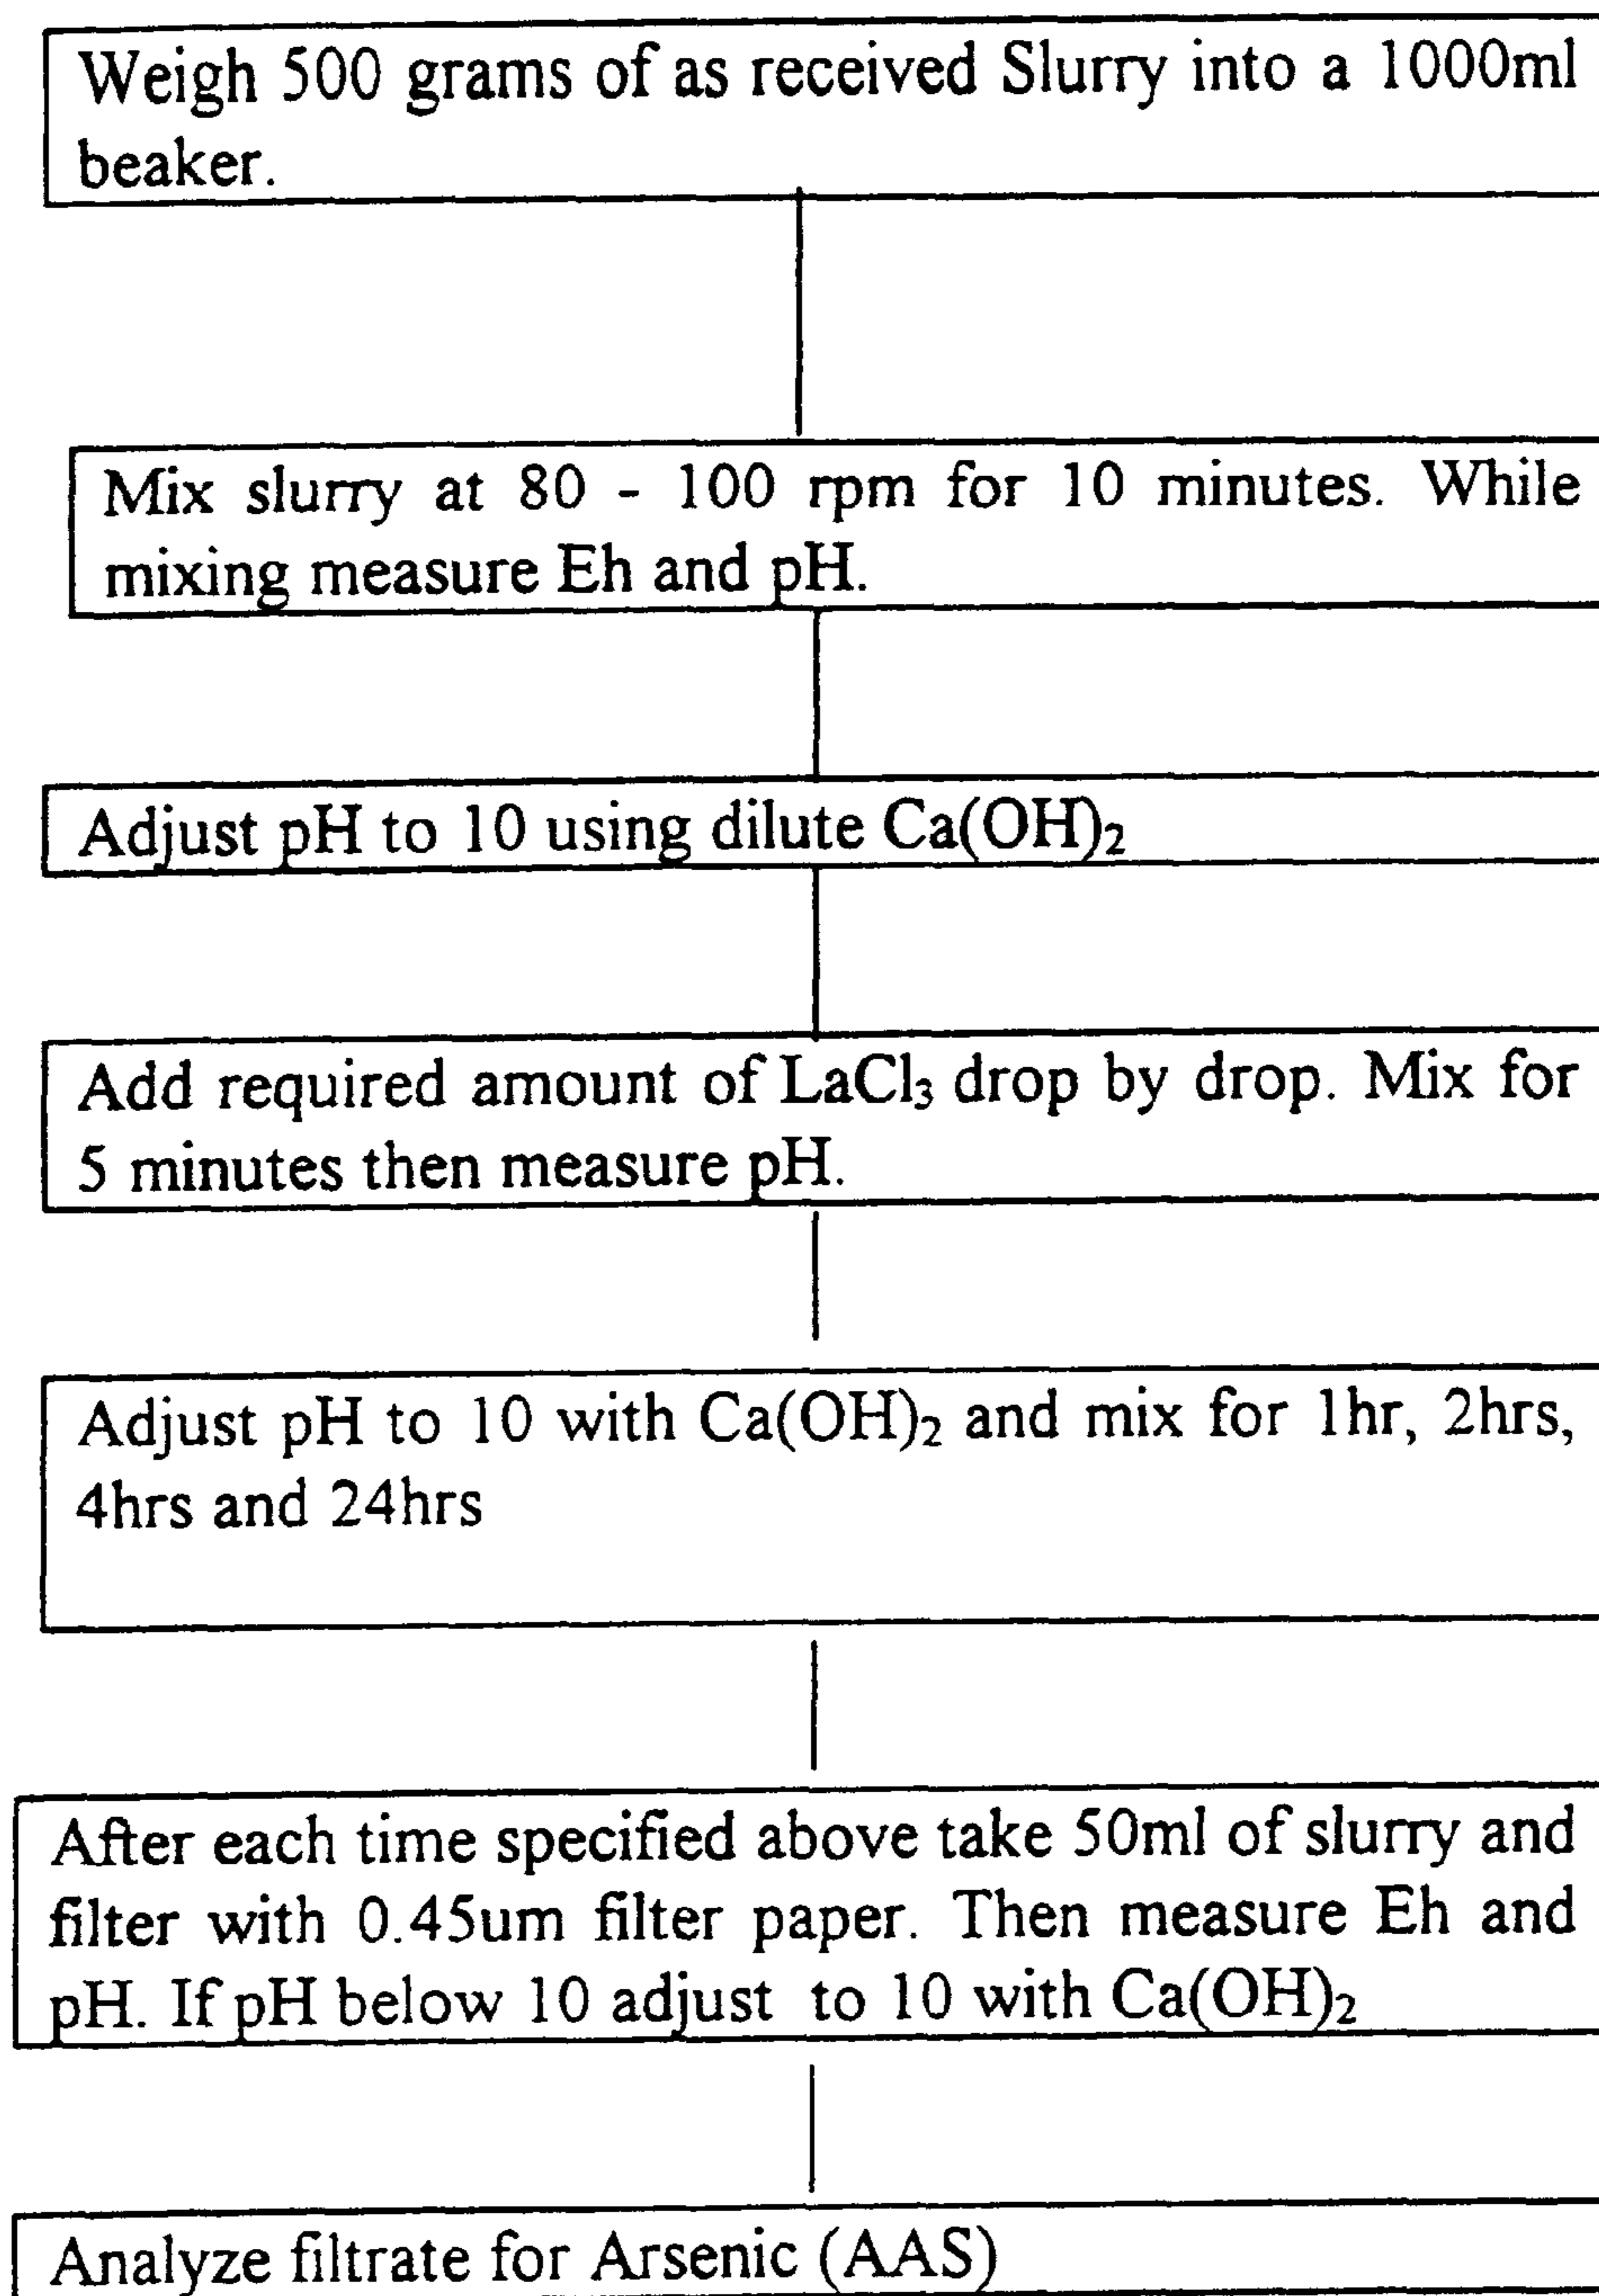 Weigh 500 grams of as received Slurry into a 1000ml
beaker.
Mix slurry at 80 - 100 rpm for 10 minutes. While
mixing measure Eh and pH.
Adjust pH to 10 using dilute Ca(OH)₂
Add required amount of LaCl₃ drop by drop. Mix for
5 minutes then measure pH.
Adjust pH to 10 with Ca(OH)₂ and mix for 1hr, 2hrs,
4hrs and 24hrs
After each time specified above take 50ml of slurry and
filter with 0.45um filter paper. Then measure Eh and
pH. If pH below 10 adjust to 10 with Ca(OH)₂
Analyze filtrate for Arsenic (AAS)